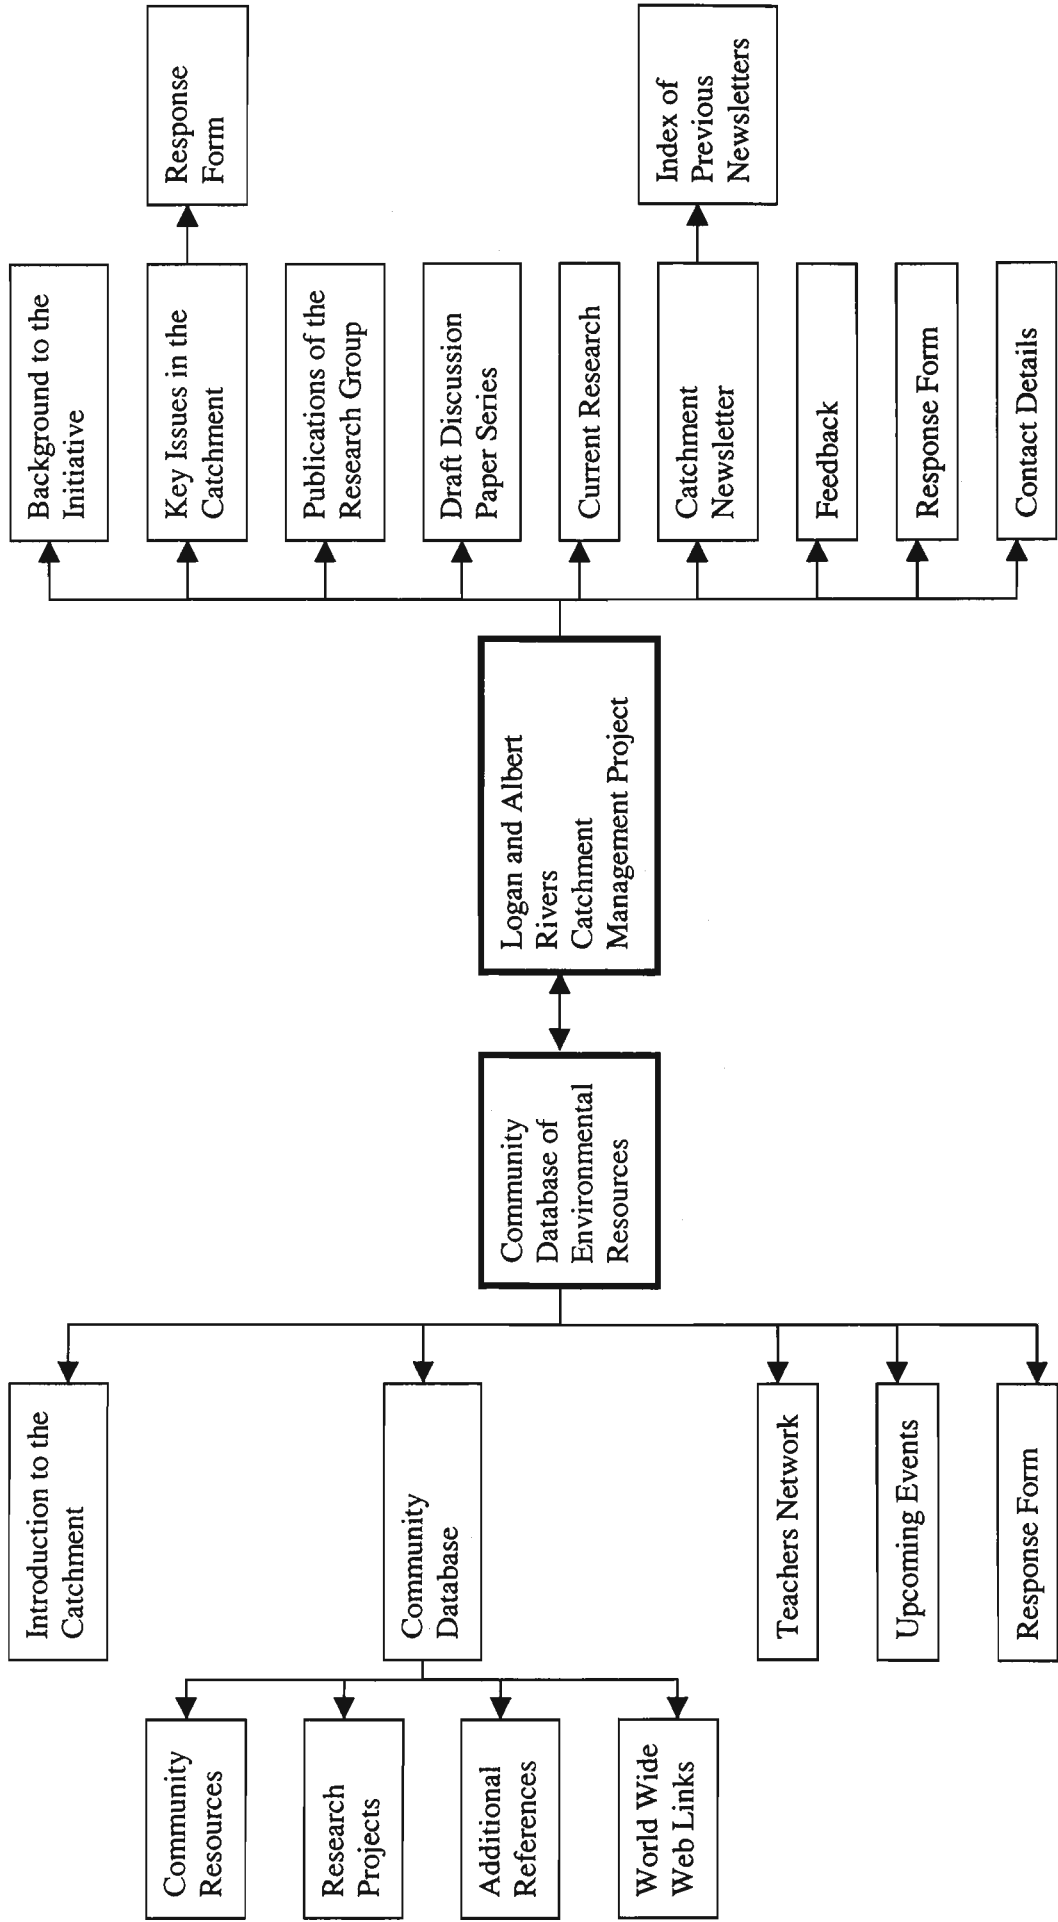 Community
Resources
Research
Projects
Additional
References
World Wide
Web Links
Introduction to the
Catchment
Community
Database
Teachers Network
Upcoming Events
Response Form
Community
Database of
Environmental
Resources
Logan and Albert
Rivers
Catchment
Management Project
Background to the
Initiative
Key Issues in the
Catchment
Publications of the
Research Group
Draft Discussion
Paper Series
Current Research
Catchment
Newsletter
Feedback
Response Form
Contact Details
Response
Form
Index of
Previous
Newsletters